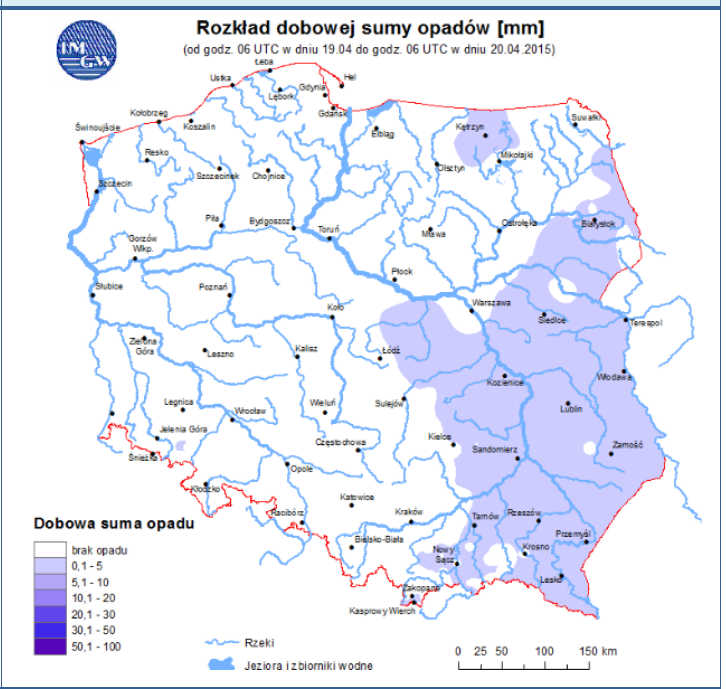 Rozkład dobowej sumy opadów [mm]
(od godz. 06 UTC w dniu 19.04 do godz. 06 UTC w dniu 20.04.2015)
IM
G-W
Łeba
Ustka
Hel
Gdynia
Lębork
Gdańsk
Kołobrzeg
Koszalin
Świnoujście
Elbląg
Kętrzyn
Suwałki
Resko
Szczecinek
Chojnice
Olsztyn
Mikołajki
Szczecin
Piła
Bydgoszcz
Toruń
Mława
Ostrołęka
Białystok
Gorzów
Wlkp.
Płock
Słubice
Poznań
Koło
Warszawa
Siedlce
Terespol
Zielona
Góra
Leszno
Kalisz
Łódź
Kozienice
Włodawa
Legnica
Wrocław
Wieluń
Sulejów
Lublin
Jelenia Góra
Częstochowa
Kielce
Sandomierz
Zamość
Śnieżka
Opole
Kłodzko
Katowice
Racibórz
Kraków
Tarnów
Rzeszów
Przemyśl
Bielsko-Biała
Nowy
Sącz
Krosno
Lesko
Zakopane
Kasprowy Wierch
Dobowa suma opadu
brak opadu
0,1 - 5
5,1 - 10
10,1 - 20
20,1 - 30
30,1 - 50
50,1 - 100
Rzeki
Jeziora i zbiorniki wodne
0 25 50 100 150 km